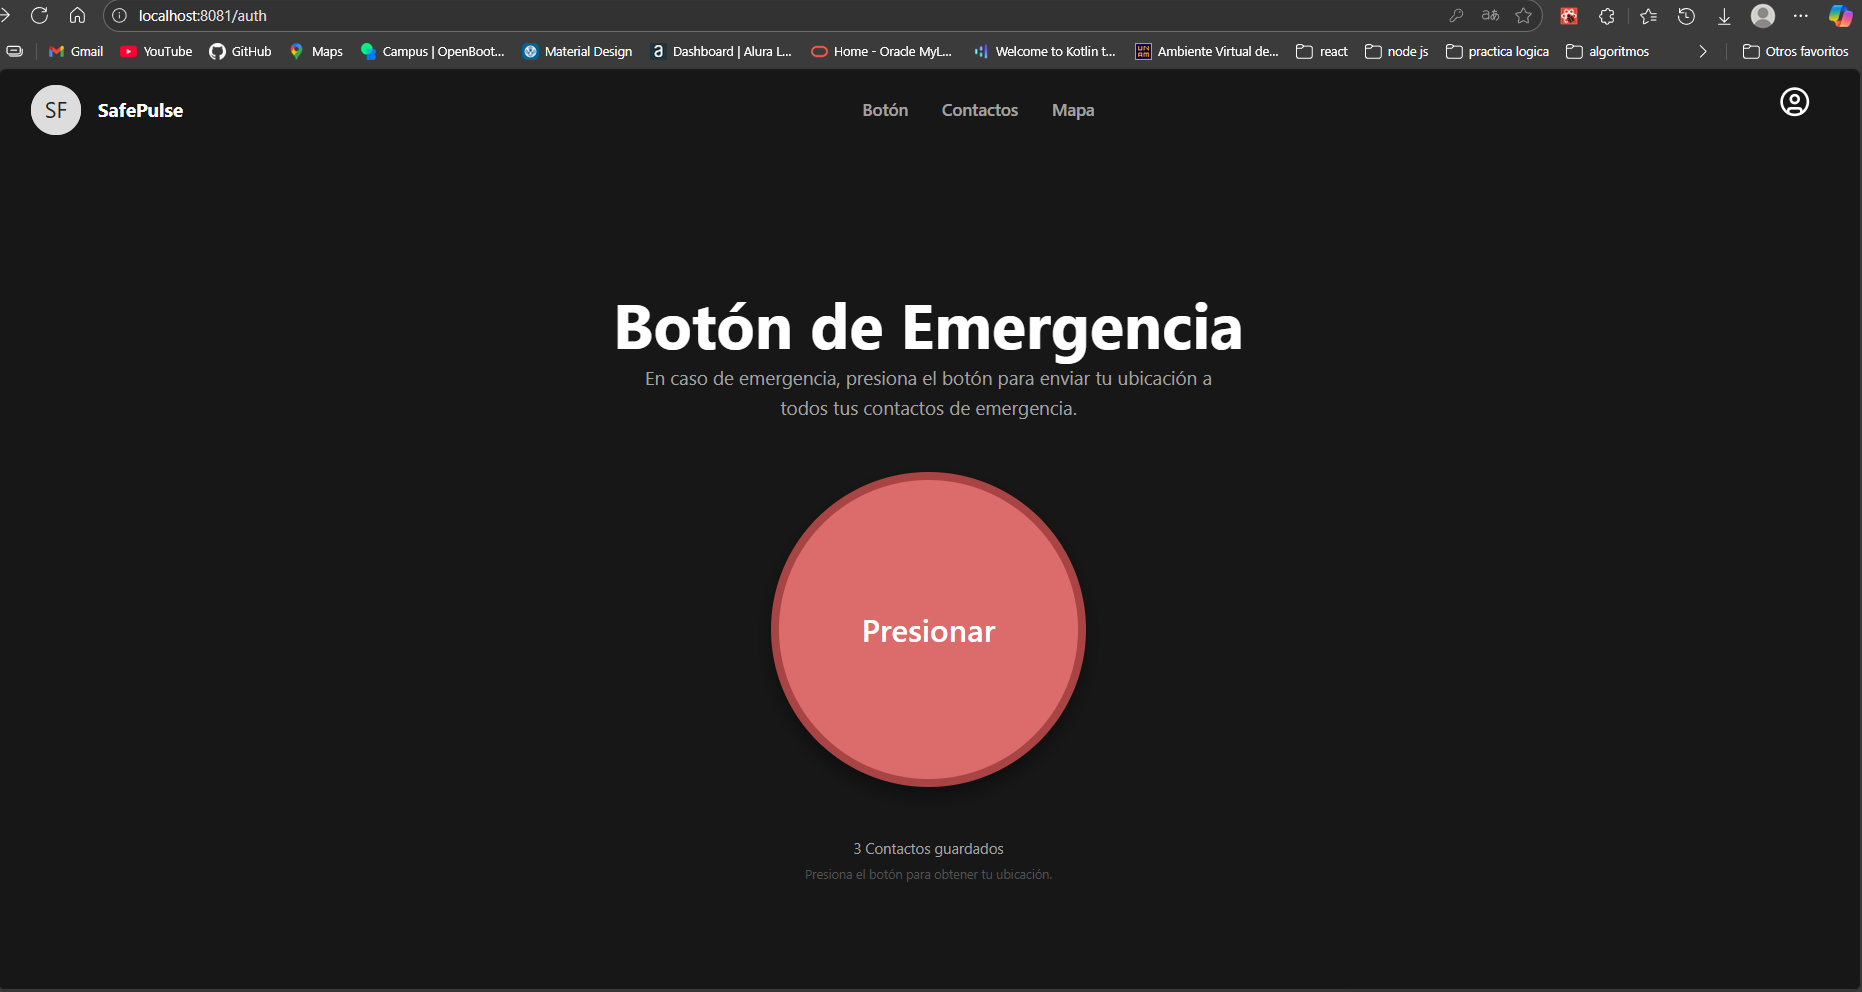 localhost:8081/auth
Gmail YouTube GitHub Maps Campus | OpenBoot... Material Design Dashboard | Alura L... Home - Oracle MyL... Welcome to Kotlin t... Ambiente Virtual de... react node js practica logica algoritmos Otros favoritos
SF SafePulse Botón Contactos Mapa
Botón de Emergencia
En caso de emergencia, presiona el botón para enviar tu ubicación a
todos tus contactos de emergencia.
Presionar
3 Contactos guardados
Presiona el botón para obtener tu ubicación.